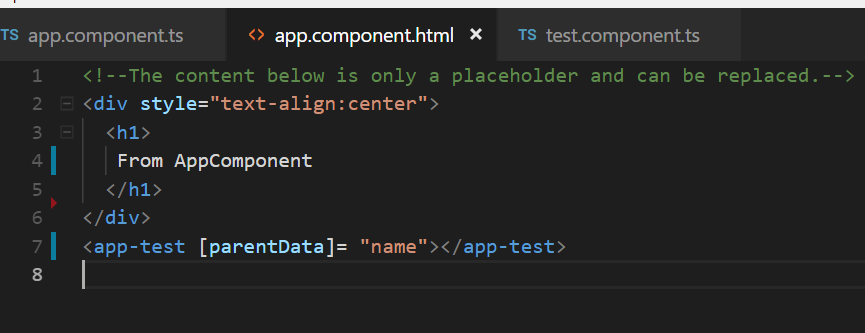 TS app.component.ts <> app.component.html × TS test.component.ts
1 <!--The content below is only a placeholder and can be replaced.-->
2 <div style="text-align:center">
3 <h1>
4 From AppComponent
5 </h1>
6 </div>
7 <app-test [parentData]= "name"></app-test>
8